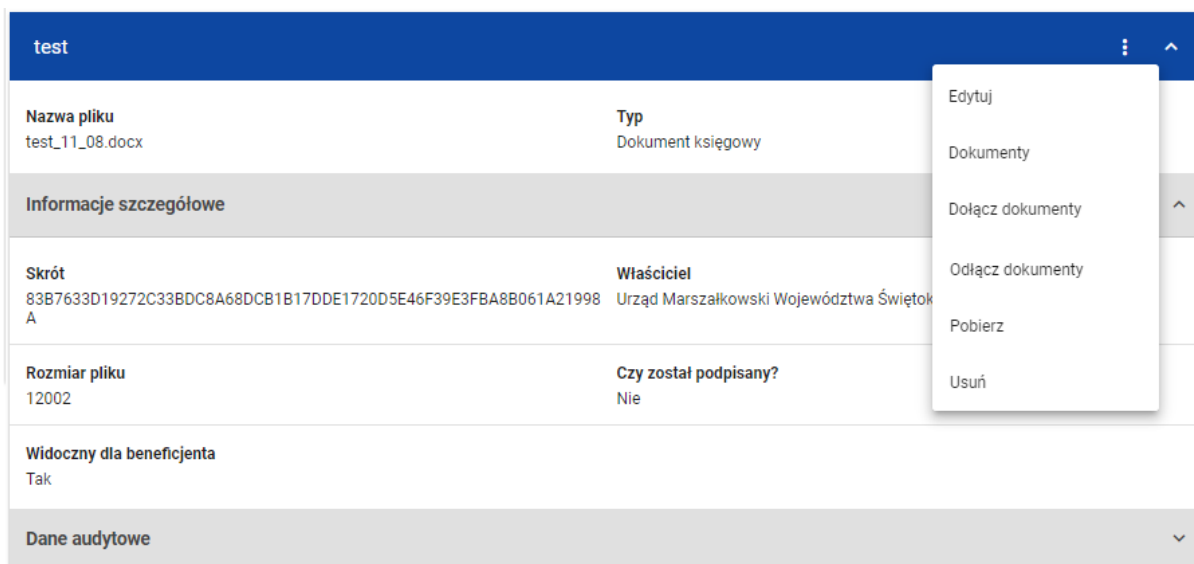 test
Edytuj
Nazwa pliku
Typ
test_11_08.docx
Dokument księgowy
Dokumenty
Informacje szczegółowe
Dołącz dokumenty
Skrót
Właściciel
Odłącz dokumenty
83B7633D19272C33BDC8A68DCB1B17DDE1720D5E46F39E3FBA8B061A21998
A
Urząd Marszałkowski Województwa
Pobierz
Rozmiar pliku
Czy został podpisany?
12002
Nie
Usuń
Widoczny dla beneficjenta
Tak
Dane audytowe